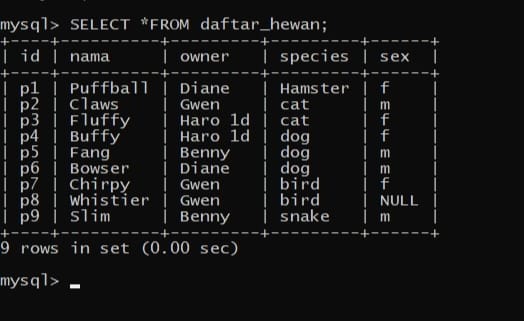 mysql> SELECT *FROM daftar_hewan;
+----+----------+---------+---------+------+
| id | nama     | owner   | species | sex  |
+----+----------+---------+---------+------+
| p1 | Puffball | Diane   | Hamster | f    |
| p2 | Claws    | Gwen    | cat     | m    |
| p3 | Fluffy   | Haro 1d | cat     | f    |
| p4 | Buffy    | Haro 1d | dog     | f    |
| p5 | Fang     | Benny   | dog     | m    |
| p6 | Bowser   | Diane   | dog     | m    |
| p7 | Chirpy   | Gwen    | bird    | f    |
| p8 | Whistier | Gwen    | bird    | NULL |
| p9 | Slim     | Benny   | snake   | m    |
+----+----------+---------+---------+------+
9 rows in set (0.00 sec)
mysql> _